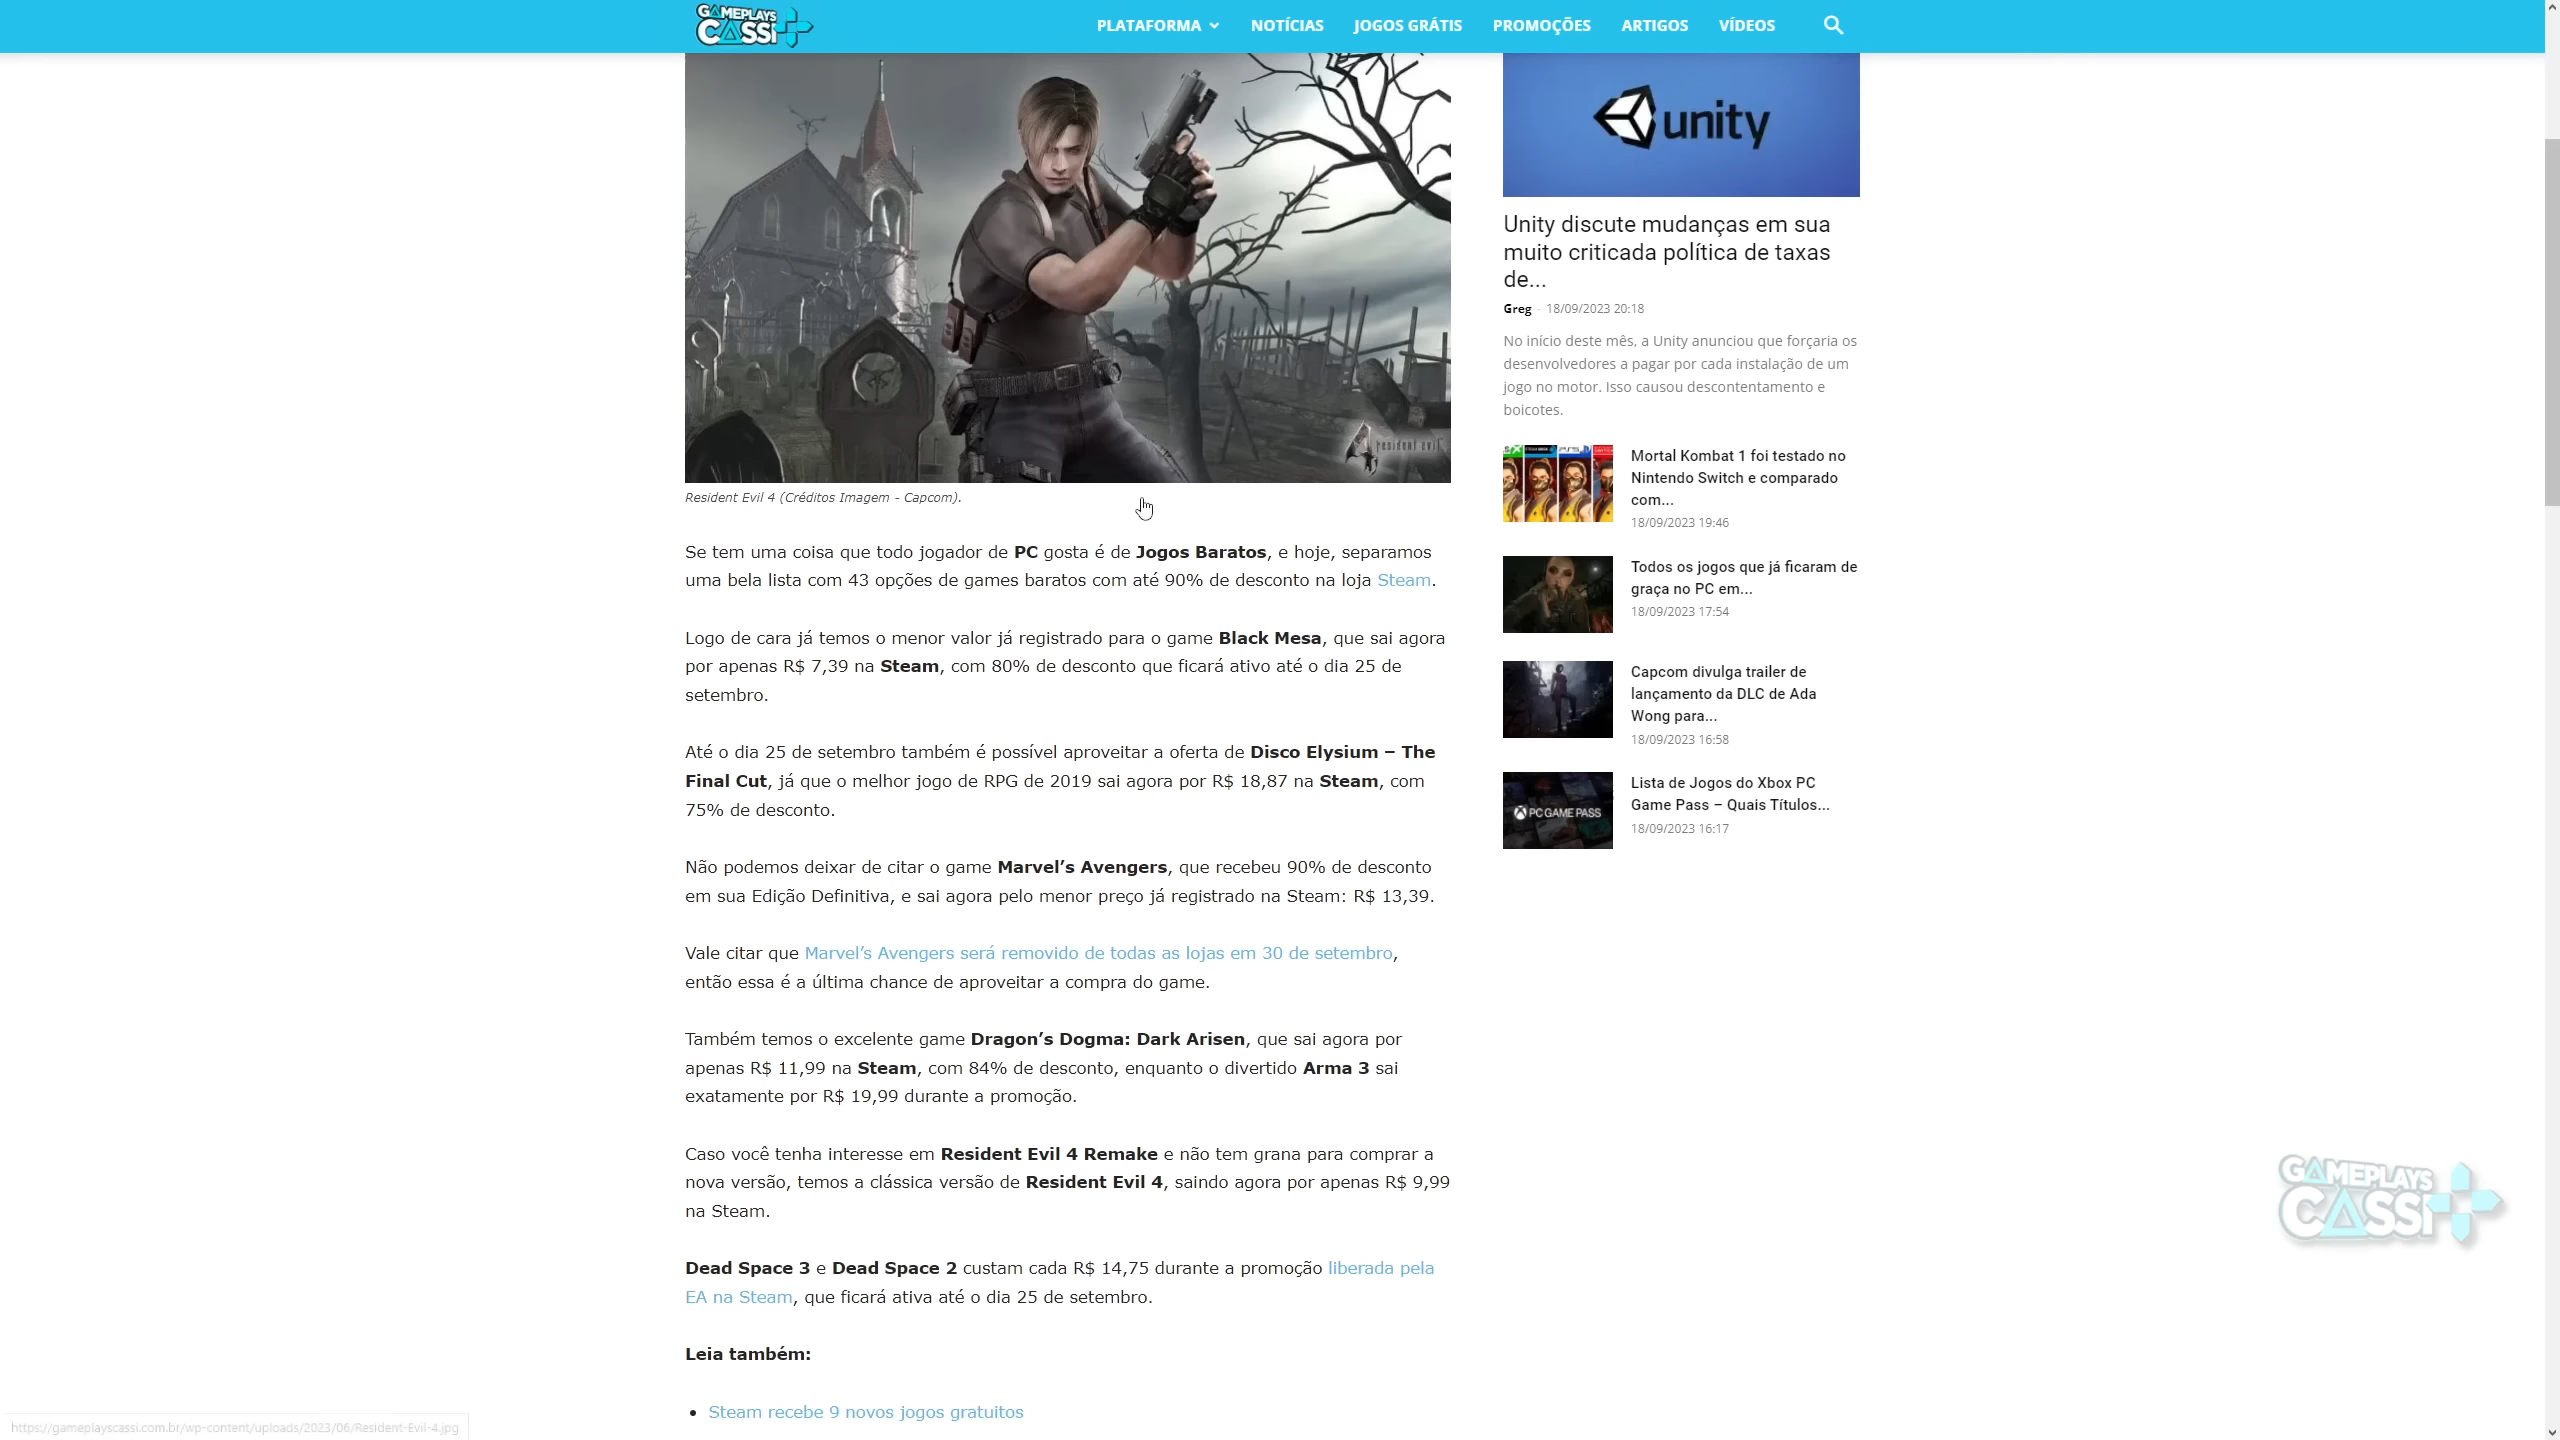 GAMEPLAYS
CASSI
PLATAFORMA
NOTÍCIAS
JOGOS GRÁTIS
PROMOÇÕES
ARTIGOS
VÍDEOS
resident evil
4
Resident Evil 4 (Créditos Imagem - Capcom).
Se tem uma coisa que todo jogador de PC gosta é de Jogos Baratos, e hoje, separamos
uma bela lista com 43 opções de games baratos com até 90% de desconto na loja Steam.
Logo de cara já temos o menor valor já registrado para o game Black Mesa, que sai agora
por apenas R$ 7,39 na Steam, com 80% de desconto que ficará ativo até o dia 25 de
setembro.
Até o dia 25 de setembro também é possível aproveitar a oferta de Disco Elysium – The
Final Cut, já que o melhor jogo de RPG de 2019 sai agora por R$ 18,87 na Steam, com
75% de desconto.
Não podemos deixar de citar o game Marvel’s Avengers, que recebeu 90% de desconto
em sua Edição Definitiva, e sai agora pelo menor preço já registrado na Steam: R$ 13,39.
Vale citar que Marvel’s Avengers será removido de todas as lojas em 30 de setembro,
então essa é a última chance de aproveitar a compra do game.
Também temos o excelente game Dragon’s Dogma: Dark Arisen, que sai agora por
apenas R$ 11,99 na Steam, com 84% de desconto, enquanto o divertido Arma 3 sai
exatamente por R$ 19,99 durante a promoção.
Caso você tenha interesse em Resident Evil 4 Remake e não tem grana para comprar a
nova versão, temos a clássica versão de Resident Evil 4, saindo agora por apenas R$ 9,99
na Steam.
Dead Space 3 e Dead Space 2 custam cada R$ 14,75 durante a promoção liberada pela
EA na Steam, que ficará ativa até o dia 25 de setembro.
Leia também:
• Steam recebe 9 novos jogos gratuitos
unity
Unity discute mudanças em sua
muito criticada política de taxas
de...
Greg - 18/09/2023 20:18
No início deste mês, a Unity anunciou que forçaria os
desenvolvedores a pagar por cada instalação de um
jogo no motor. Isso causou descontentamento e
boicotes.
Mortal Kombat 1 foi testado no
Nintendo Switch e comparado
com...
18/09/2023 19:46
Todos os jogos que já ficaram de
graça no PC em...
18/09/2023 17:54
Capcom divulga trailer de
lançamento da DLC de Ada
Wong para...
18/09/2023 16:58
PC GAME PASS
Lista de Jogos do Xbox PC
Game Pass – Quais Títulos...
18/09/2023 16:17
GAMEPLAYS
CASSI
https://gameplayscassi.com.br/wp-content/uploads/2023/06/Resident-Evil-4.jpg